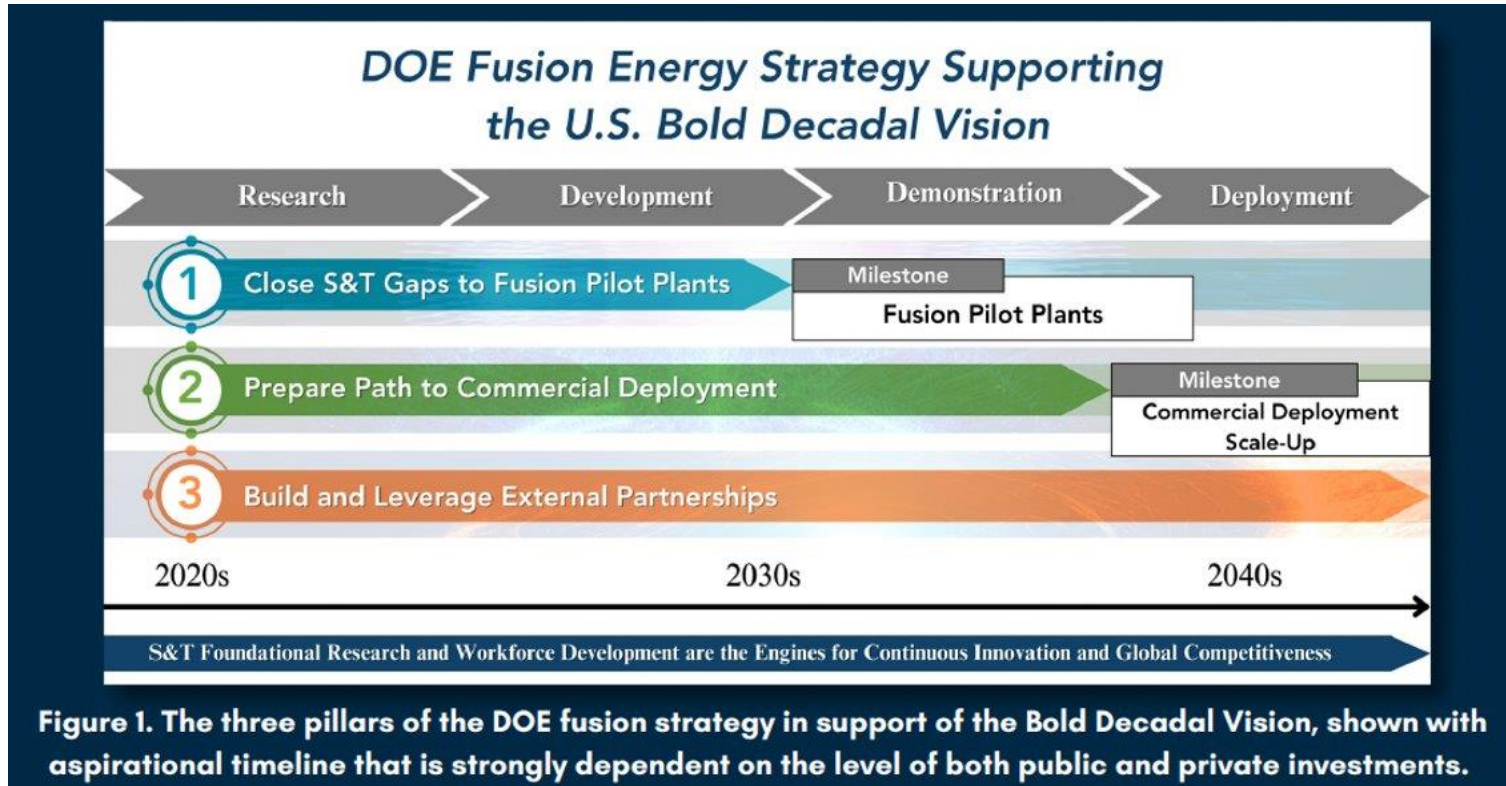 DOE Fusion Energy Strategy Supporting
the U.S. Bold Decadal Vision
Research
Development
Demonstration
Deployment
1
Close S&T Gaps to Fusion Pilot Plants
Milestone
Fusion Pilot Plants
2
Prepare Path to Commercial Deployment
Milestone
Commercial Deployment
Scale-Up
3
Build and Leverage External Partnerships
2020s
2030s
2040s
S&T Foundational Research and Workforce Development are the Engines for Continuous Innovation and Global Competitiveness
Figure 1. The three pillars of the DOE fusion strategy in support of the Bold Decadal Vision, shown with
aspirational timeline that is strongly dependent on the level of both public and private investments.